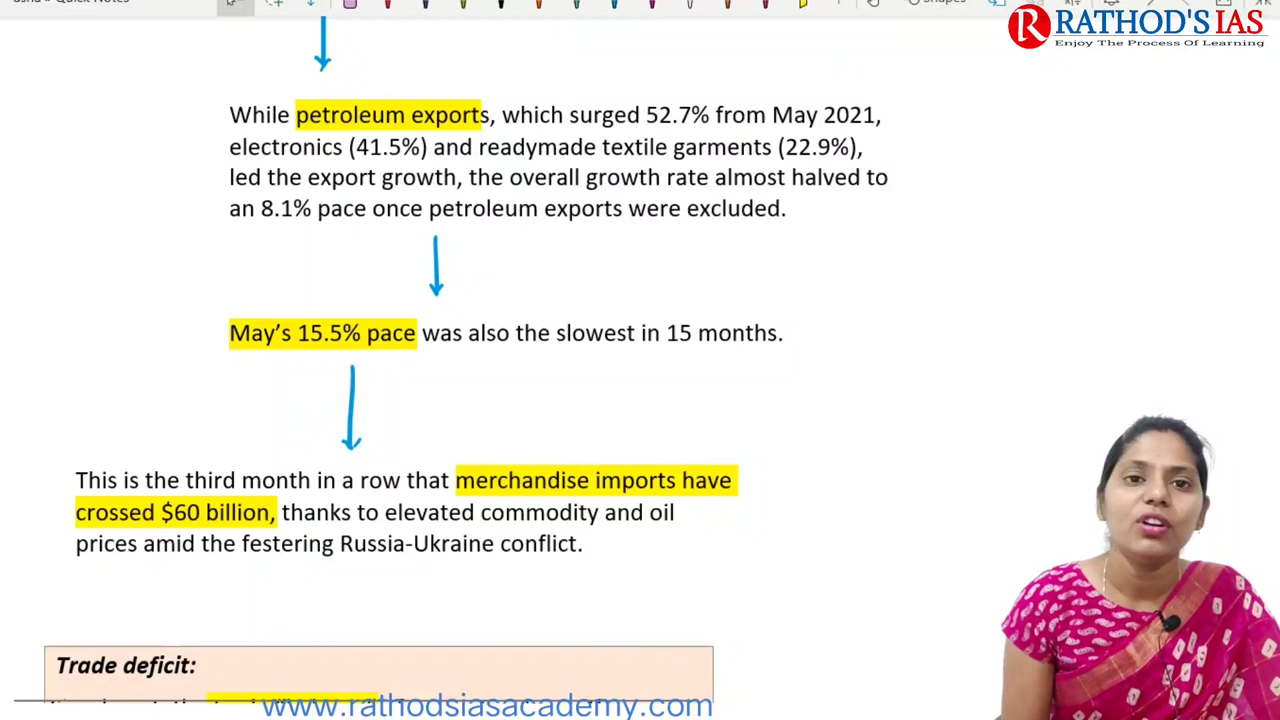 Quick Notes
Shapes
RATHOD'S IAS
Enjoy The Process Of Learning
While petroleum exports, which surged 52.7% from May 2021,
electronics (41.5%) and readymade textile garments (22.9%),
led the export growth, the overall growth rate almost halved to
an 8.1% pace once petroleum exports were excluded.
May's 15.5% pace was also the slowest in 15 months.
This is the third month in a row that merchandise imports have
crossed $60 billion, thanks to elevated commodity and oil
prices amid the festering Russia-Ukraine conflict.
Trade deficit:
www.rathodsiasacademy.com